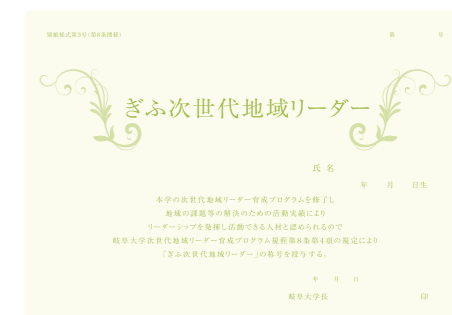 別紙様式第3号(第8条関係)
第 号
ぎふ次世代地域リーダー
氏 名
年 月 日生
本学の次世代地域リーダー育成プログラムを修了し
地域の課題等の解決のための活動実績により
リーダーシップを発揮し活動できる人材と認められるので
岐阜大学次世代地域リーダー育成プログラム規程第8条第4項の規定により
「ぎふ次世代地域リーダー」の称号を授与する。
年 月 日
岐阜大学長 印